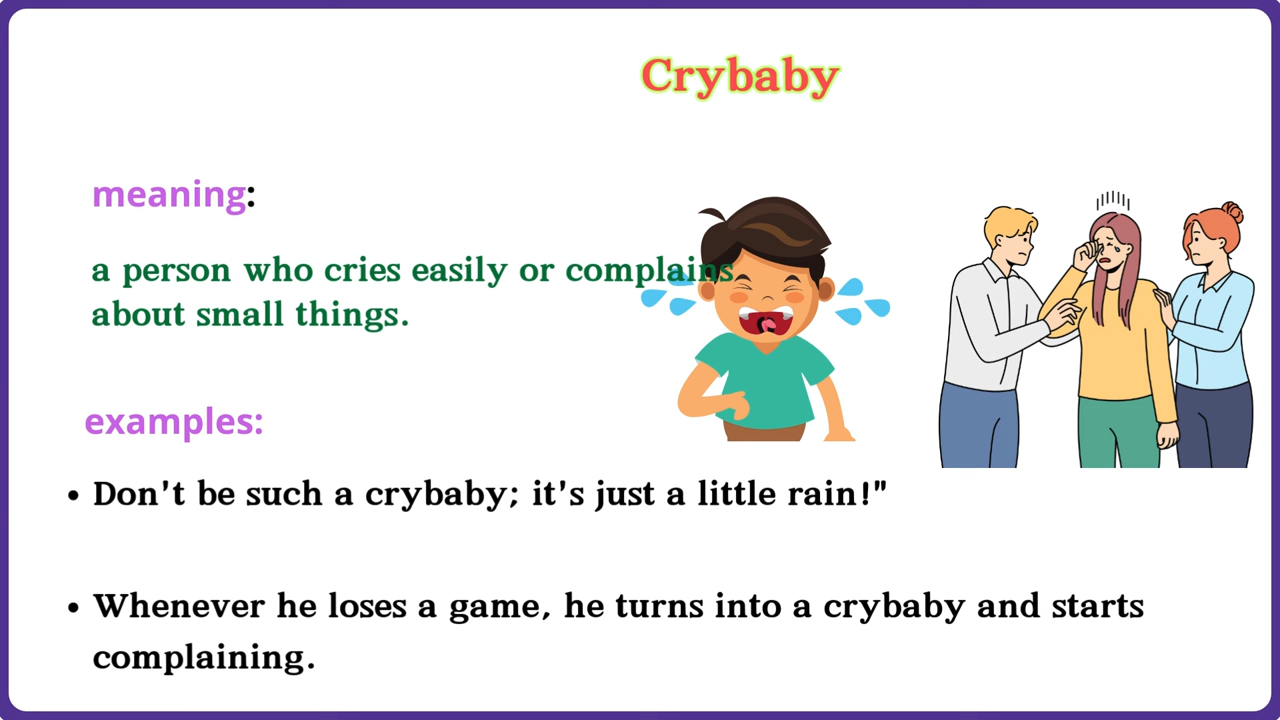 Crybaby
meaning:
a person who cries easily or complains
about small things.
examples:
• Don't be such a crybaby; it's just a little rain!"
• Whenever he loses a game, he turns into a crybaby and starts
complaining.